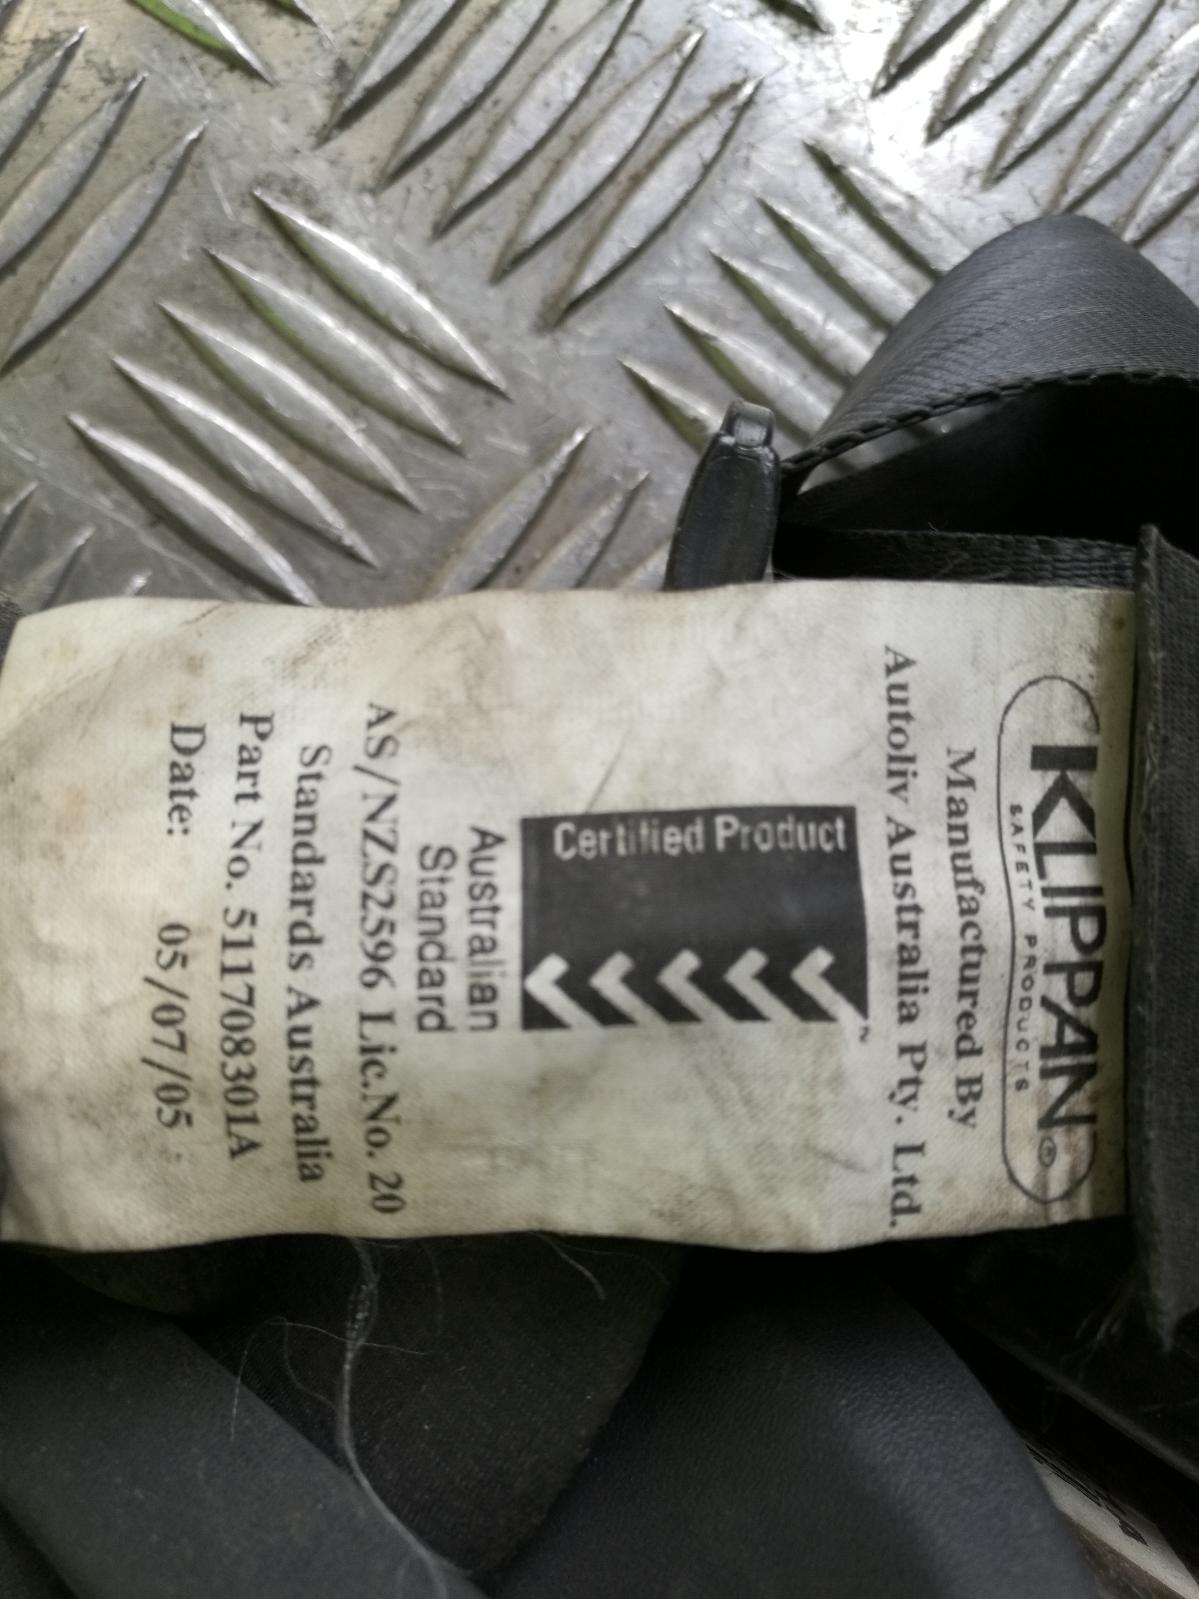 KLIPPAN®
SAFETY PRODUCTS
Manufactured By
Autoliv Australia Pty. Ltd.
Certified Product
Australian
Standard
AS/NZS2596 Lic.No. 20
Standards Australia
Part No. 511708301A
Date: 05/07/05